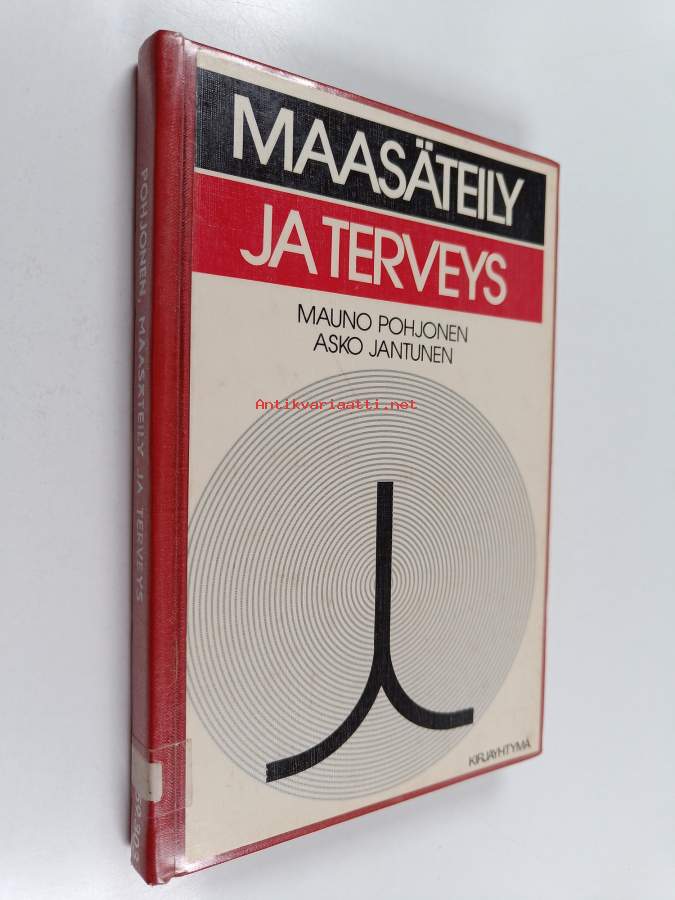 MAASÄTEILY
JA TERVEYS
MAUNO POHJONEN
ASKO JANTUNEN
Antikvariaatti.net
KIRJAYHTYMÄ
POHJONEN, MAASÄTEILY JA TERVEYS